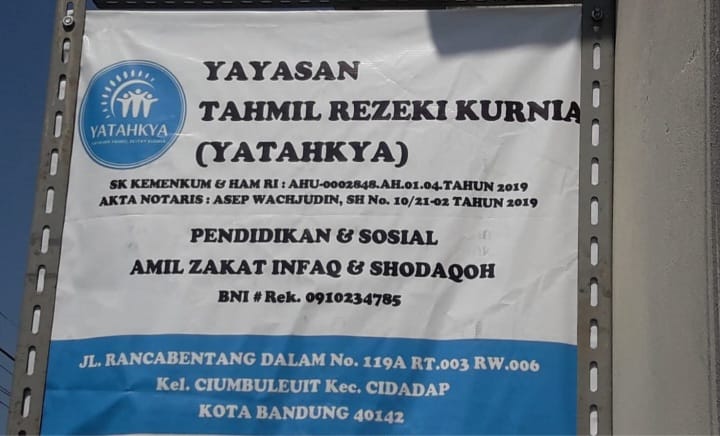 YAYASAN
TAHMIL REZEKI KURNIA
(YATAHKYA)
YATAHKYA
SK KEMENKUM & HAM RI : AHU-0002848.AH.01.04.TAHUN 2019
AKTA NOTARIS : ASEP WACHJUDIN, SH No. 10/21-02 TAHUN 2019
PENDIDIKAN & SOSIAL
AMIL ZAKAT INFAQ & SHODAQOH
BNI # Rek. 0910234785
JL. RANCABENTANG DALAM No. 119A RT.003 RW.006
Kel. CIUMBULEUIT Kec. CIDADAP
KOTA BANDUNG 40142